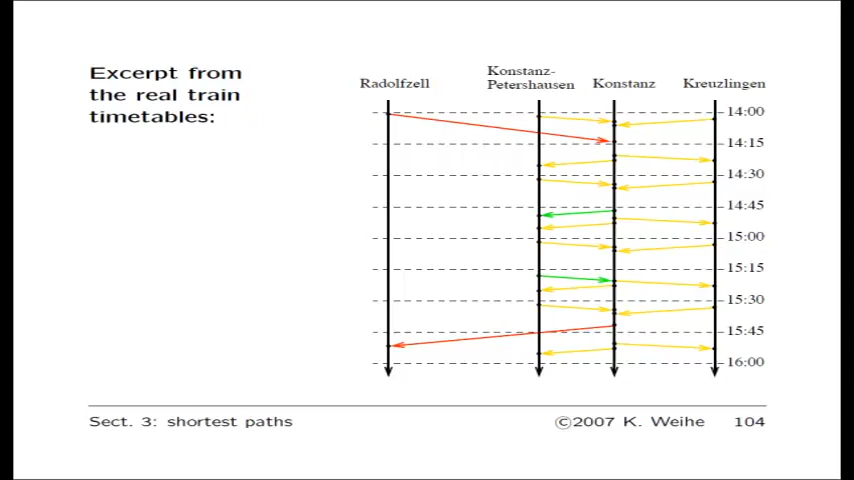 Excerpt from
the real train
timetables:
Radolfzell
Konstanz-
Petershausen
Konstanz
Kreuzlingen
14:00
14:15
14:30
14:45
15:00
15:15
15:30
15:45
16:00
Sect. 3: shortest paths
©2007 K. Weihe 104